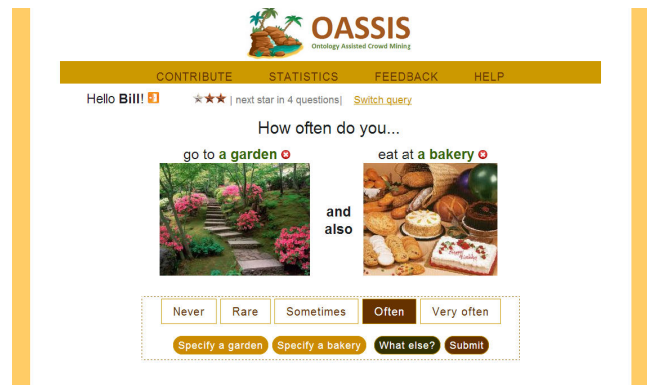 OASSIS
Ontology Assisted Crowd Mining
CONTRIBUTE STATISTICS FEEDBACK HELP
Hello Bill! | next star in 4 questions| Switch query
How often do you...
go to a garden eat at a bakery
and
also
Never Rare Sometimes Often Very often
Specify a garden Specify a bakery What else? Submit